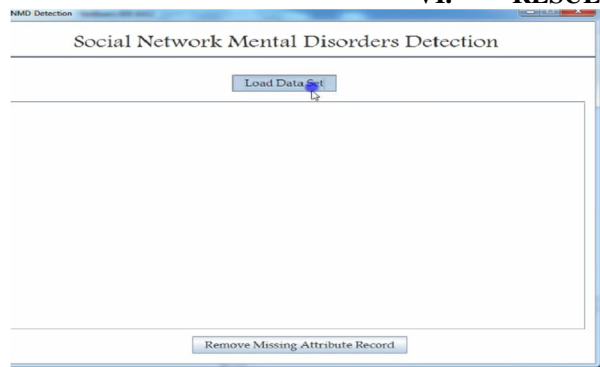 VI. RESUL
NMD Detection
Social Network Mental Disorders Detection
Load Data Set
Remove Missing Attribute Record